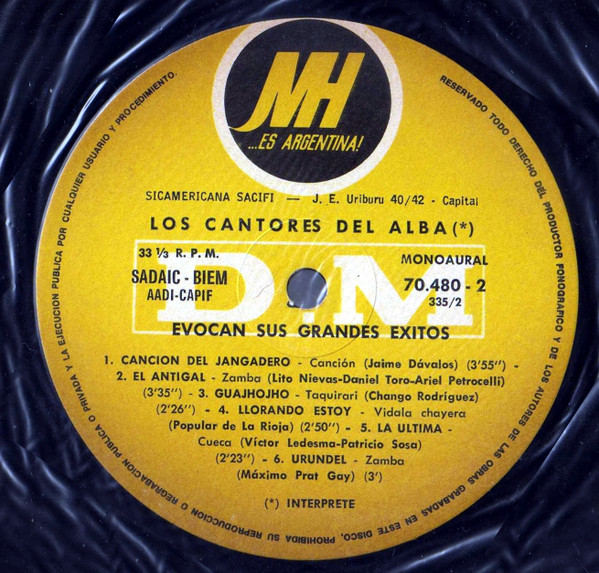 MH
...ES ARGENTINA!
SICAMERICANA SACIFI — J. E. Uriburu 40/42 - Capital
LOS CANTORES DEL ALBA (*)
33 1/3 R. P. M.
MONOAURAL
SADAIC - BIEM
AADI-CAPIF
D.M
70.480 - 2
335/2
EVOCAN SUS GRANDES EXITOS
1. CANCION DEL JANGADERO - Canción (Jaime Dávalos) (3'55") -
2. EL ANTIGAL - Zamba (Lito Nievas-Daniel Toro-Ariel Petrocelli)
(3'35") - 3. GUAJHOJHO - Taquirari (Chango Rodríguez)
(2'26") - 4. LLORANDO ESTOY - Vidala chayera
(Popular de La Rioja) (2'50") - 5. LA ULTIMA -
Cueca (Víctor Ledesma-Patricio Sosa)
(2'23") - 6. URUNDEL - Zamba
(Máximo Prat Gay) (3')
(*) INTERPRETE
RESERVADO TODO DERECHO DEL PRODUCTOR FONOGRAFICO Y DE LOS AUTORES DE LAS OBRAS GRABADAS EN ESTE DISCO. PROHIBIDA SU REPRODUCCION O REGRABACION PUBLICA O PRIVADA Y LA EJECUCION PUBLICA POR CUALQUIER USUARIO Y PROCEDIMIENTO.